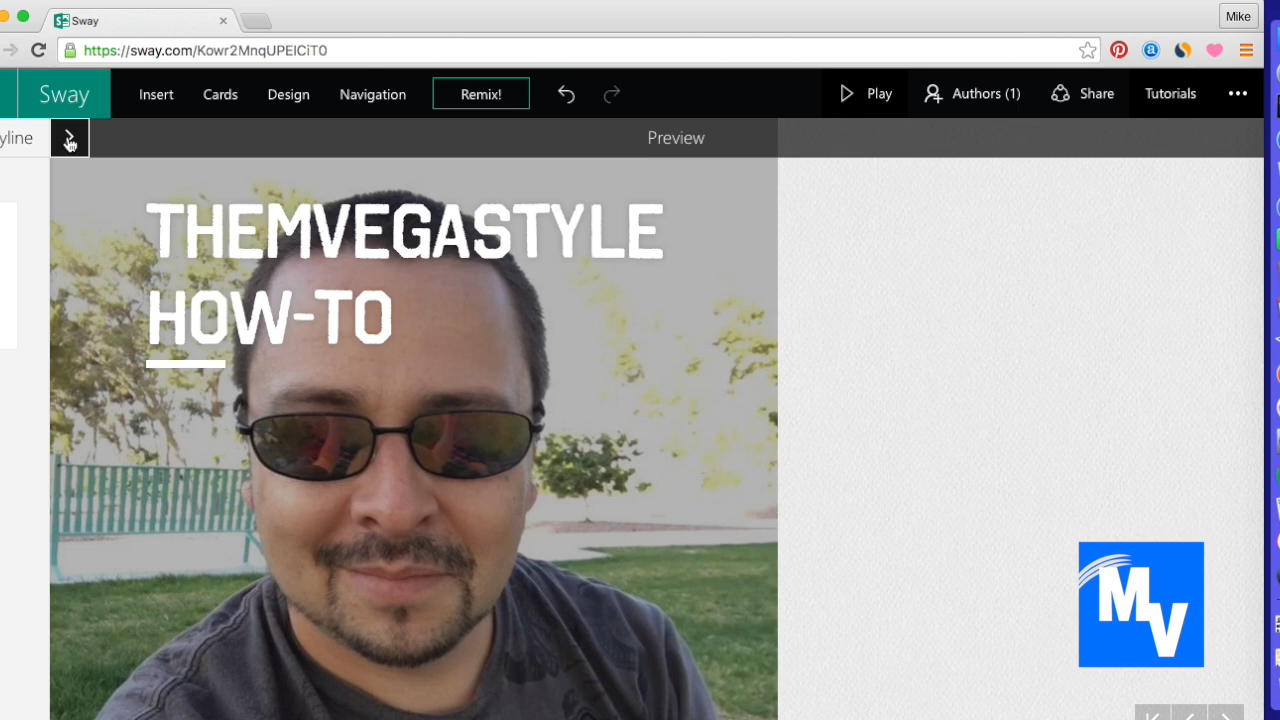 Sway
Mike
https://sway.com/Kowr2MnqUPEICiT0
Sway
Insert
Cards
Design
Navigation
Remix!
Play
Authors (1)
Share
Tutorials
yline
Preview
THEMVEGASTYLE
HOW-TO
MV